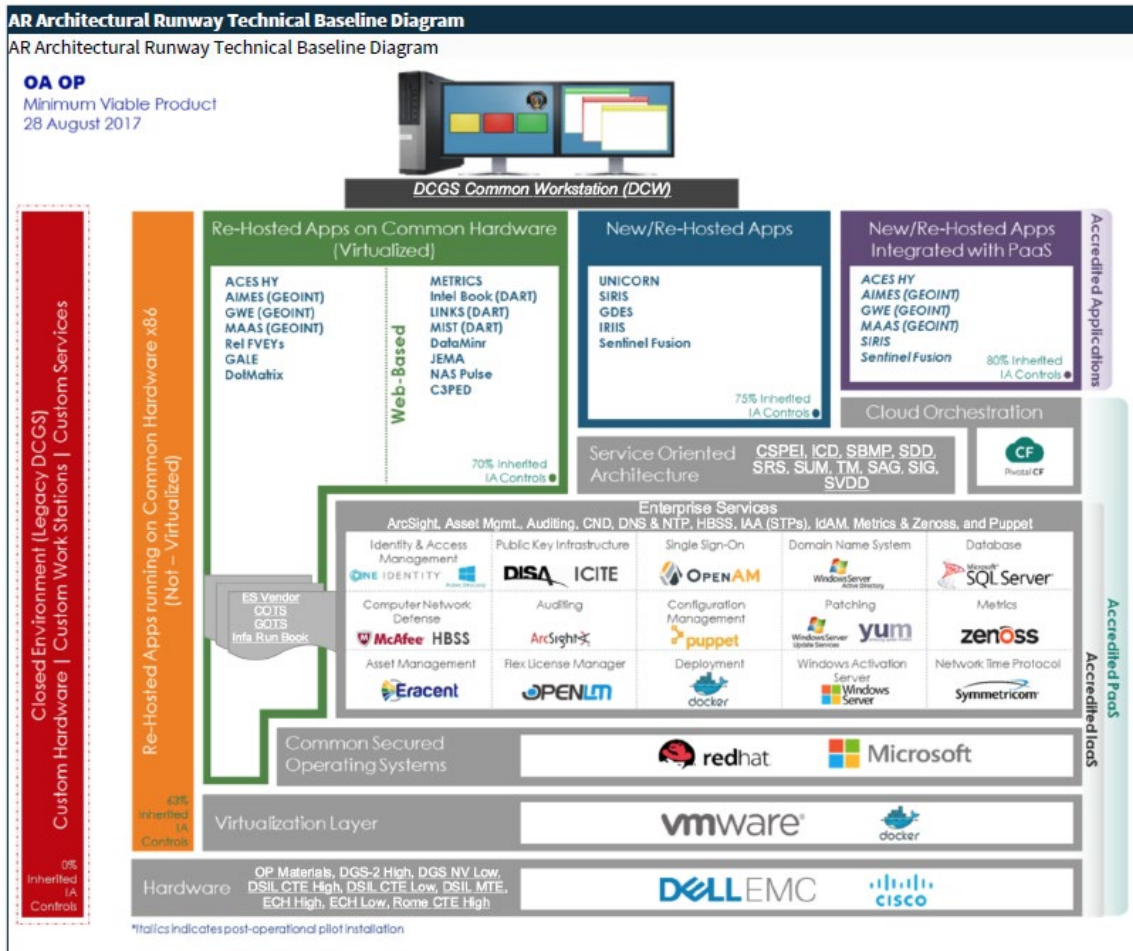 AR Architectural Runway Technical Baseline Diagram
AR Architectural Runway Technical Baseline Diagram
OA OP
Minimum Viable Product
28 August 2017
DCGS Common Workstation (DCW)
Closed Environment (Legacy DCGS)
Custom Hardware | Custom Work Stations | Custom Services
0%
Inherited
IA
Controls
Re-Hosted Apps running on Common Hardware x86
(Not – Virtualized)
63%
Inherited
IA
Controls
Re-Hosted Apps on Common Hardware
(Virtualized)
ACES HY
AIMES (GEOINT)
GWE (GEOINT)
MAAS (GEOINT)
Rel FVEYs
GALE
DotMatrix
Web-Based
METRICS
Intel Book (DART)
LINKS (DART)
MIST (DART)
DataMinr
JEMA
NAS Pulse
C3PED
70% Inherited
IA Controls
New/Re-Hosted Apps
UNICORN
SIRIS
GDES
IRIIS
Sentinel Fusion
75% Inherited
IA Controls
New/Re-Hosted Apps
Integrated with PaaS
ACES HY
AIMES (GEOINT)
GWE (GEOINT)
MAAS (GEOINT)
SIRIS
Sentinel Fusion
80% Inherited
IA Controls
Accredited Applications
Cloud Orchestration
CF
Pivotal CF
Service Oriented
Architecture
CSPEI, ICD, SBMP, SDD,
SRS, SUM, TM, SAG, SIG,
SVDD
Enterprise Services
ArcSight, Asset Mgmt., Auditing, CND, DNS & NTP, HBSS, IAA (STPs), IdAM, Metrics & Zenoss, and Puppet
Identity & Access
Management
ONE IDENTITY
Public Key Infrastructure
DISA ICITE
Single Sign-On
OPENAM
Domain Name System
Windows Server
Active Directory
Database
Microsoft
SQL Server
ES Vendor
COTS
GOTS
Infa Run Book
Computer Network
Defense
McAfee HBSS
Auditing
ArcSight
Configuration
Management
puppet
Patching
Windows Server
Update Services
yum
Metrics
zenoss
Asset Management
Eracent
Flex License Manager
OPENLM
Deployment
docker
Windows Activation
Server
Windows
Server
Network Time Protocol
Symmetricom
Accredited IaaS
Accredited PaaS
Common Secured
Operating Systems
redhat
Microsoft
Virtualization Layer
vmware
docker
Hardware
OP Materials, DGS-2 High, DGS NV Low,
DSIL CTE High, DSIL CTE Low, DSIL MTE,
ECH High, ECH Low, Rome CTE High
DELL EMC
CISCO
*Italics indicates post-operational pilot installation